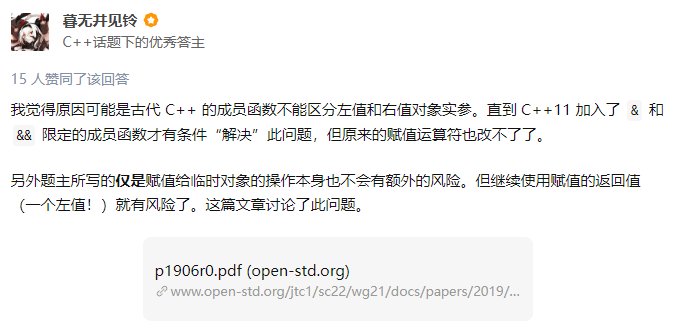 暮无井见铃
C++话题下的优秀答主
15 人赞同了该回答
我觉得原因可能是古代 C++ 的成员函数不能区分左值和右值对象实参。直到 C++11 加入了 & 和
&& 限定的成员函数才有条件“解决”此问题，但原来的赋值运算符也改不了了。
另外题主所写的仅是赋值给临时对象的操作本身也不会有额外的风险。但继续使用赋值的返回值
（一个左值！）就有风险了。这篇文章讨论了此问题。
p1906r0.pdf (open-std.org)
www.open-std.org/jtc1/sc22/wg21/docs/papers/2019/...